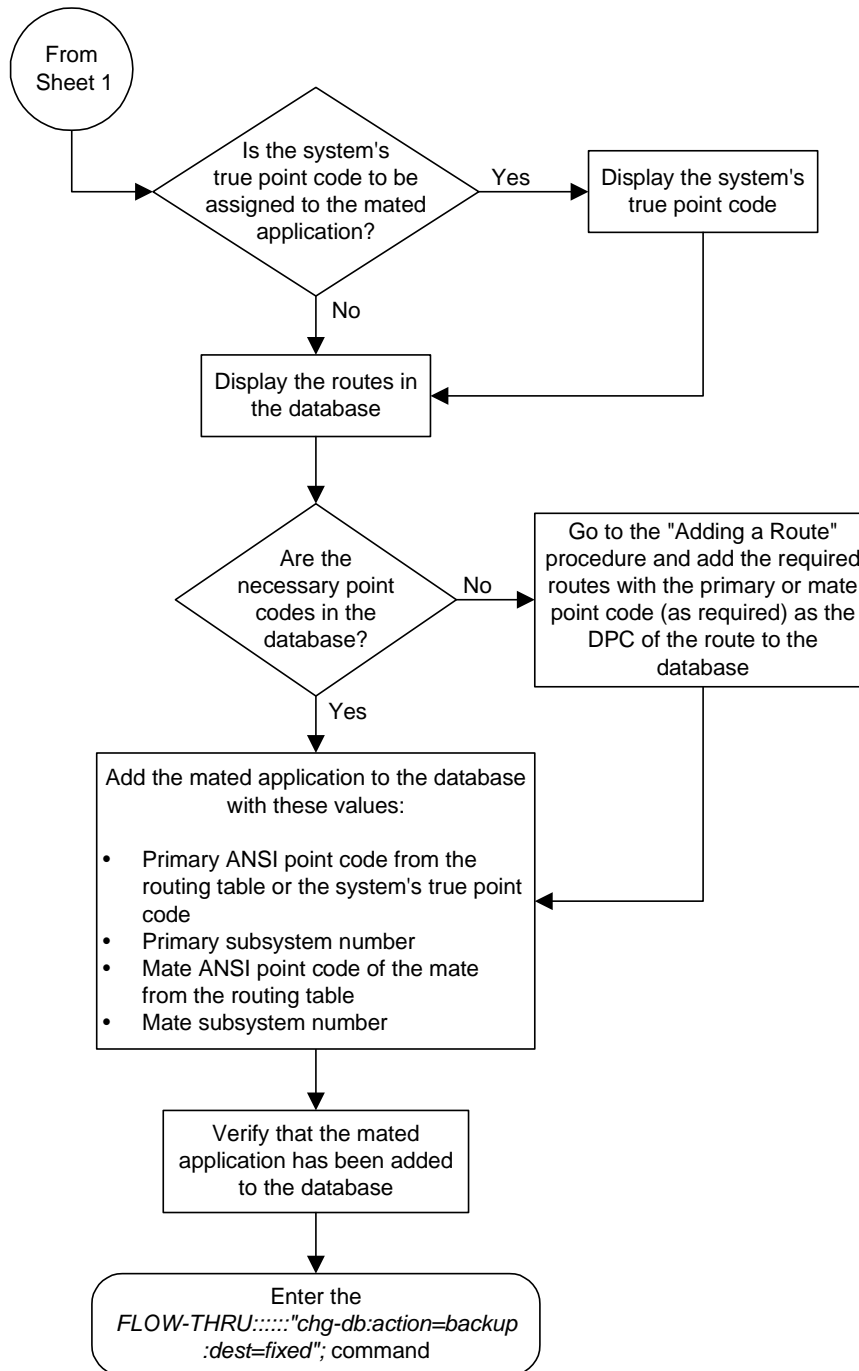 From
Sheet 1
Is the system's
true point code to be
assigned to the mated
application?
Yes
Display the system's
true point code
No
Display the routes in
the database
Are the
necessary point
codes in the
database?
No
Go to the "Adding a Route"
procedure and add the required
routes with the primary or mate
point code (as required) as the
DPC of the route to the
database
Yes
Add the mated application to the database
with these values:
• Primary ANSI point code from the
routing table or the system's true point
code
• Primary subsystem number
• Mate ANSI point code of the mate
from the routing table
• Mate subsystem number
Verify that the mated
application has been added
to the database
Enter the
FLOW-THRU::::::"chg-db:action=backup
:dest=fixed"; command